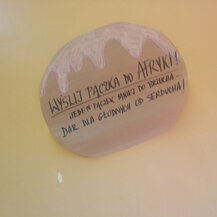 WYŚLIJ PĄCZKA DO AFRYKI!
JEDEN PĄCZEK MNIEJ DO BRZUCHA -
DAR DLA GŁODNYCH OD SERDUCHA!